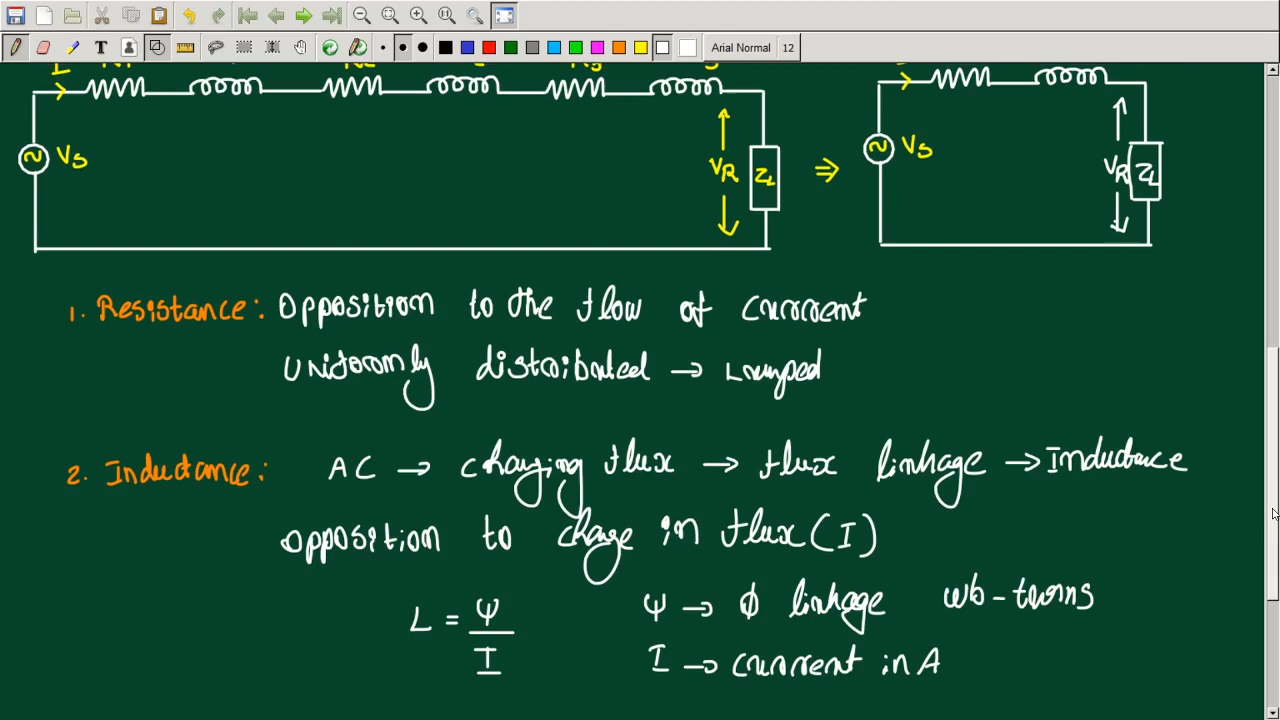 Arial Normal 12
I
Vs VR ZL ⇒ Vs VR ZL
1. Resistance: Opposition to the flow of current
Uniformly distributed → Lumped
2. Inductance: AC → changing flux → flux linkage → Inductance
opposition to change in flux (I)
L = Ψ / I
Ψ → φ linkage wb-turns
I → current in A